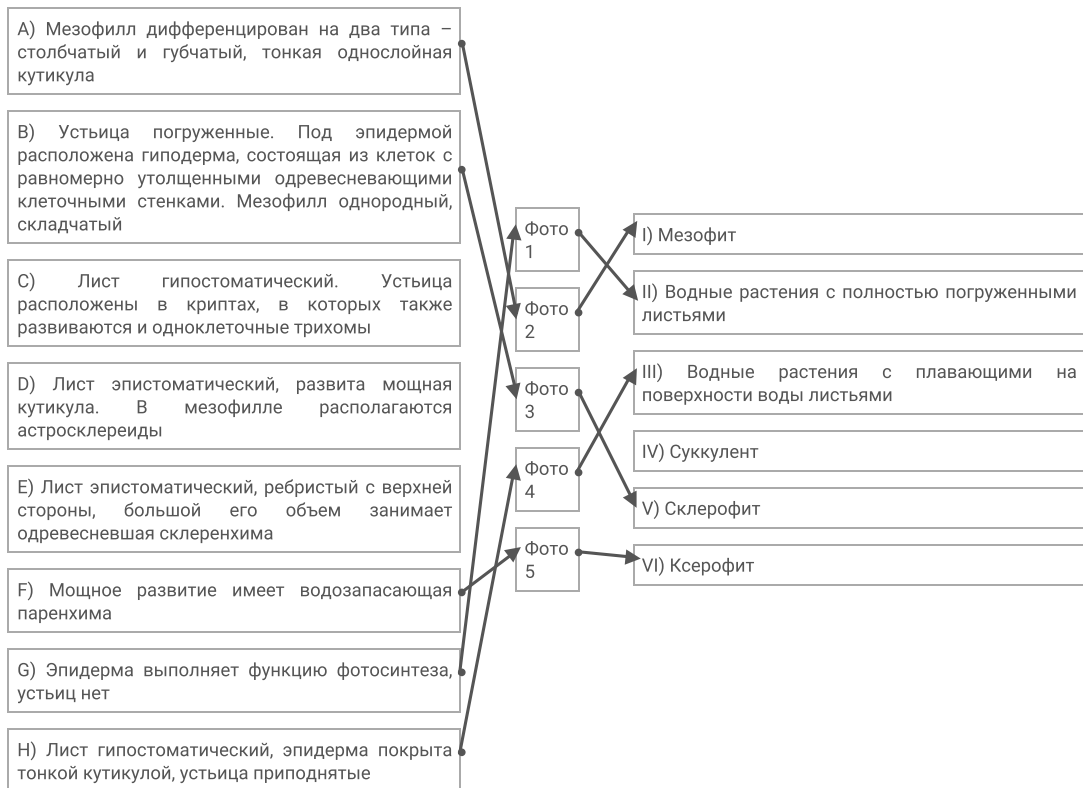 A) Мезофилл дифференцирован на два типа –
столбчатый и губчатый, тонкая однослойная
кутикула
B) Устьица погруженные. Под эпидермой
расположена гиподерма, состоящая из клеток с
равномерно утолщенными одревесневающими
клеточными стенками. Мезофилл однородный,
складчатый
C) Лист гипостоматический. Устьица
расположены в криптах, в которых также
развиваются и одноклеточные трихомы
D) Лист эпистоматический, развита мощная
кутикула. В мезофилле располагаются
астросклереиды
E) Лист эпистоматический, ребристый с верхней
стороны, большой его объем занимает
одревесневшая склеренхима
F) Мощное развитие имеет водозапасающая
паренхима
G) Эпидерма выполняет функцию фотосинтеза,
устьиц нет
H) Лист гипостоматический, эпидерма покрыта
тонкой кутикулой, устьица приподнятые
Фото
1
Фото
2
Фото
3
Фото
4
Фото
5
I) Мезофит
II) Водные растения с полностью погруженными
листьями
III) Водные растения с плавающими на
поверхности воды листьями
IV) Суккулент
V) Склерофит
VI) Ксерофит